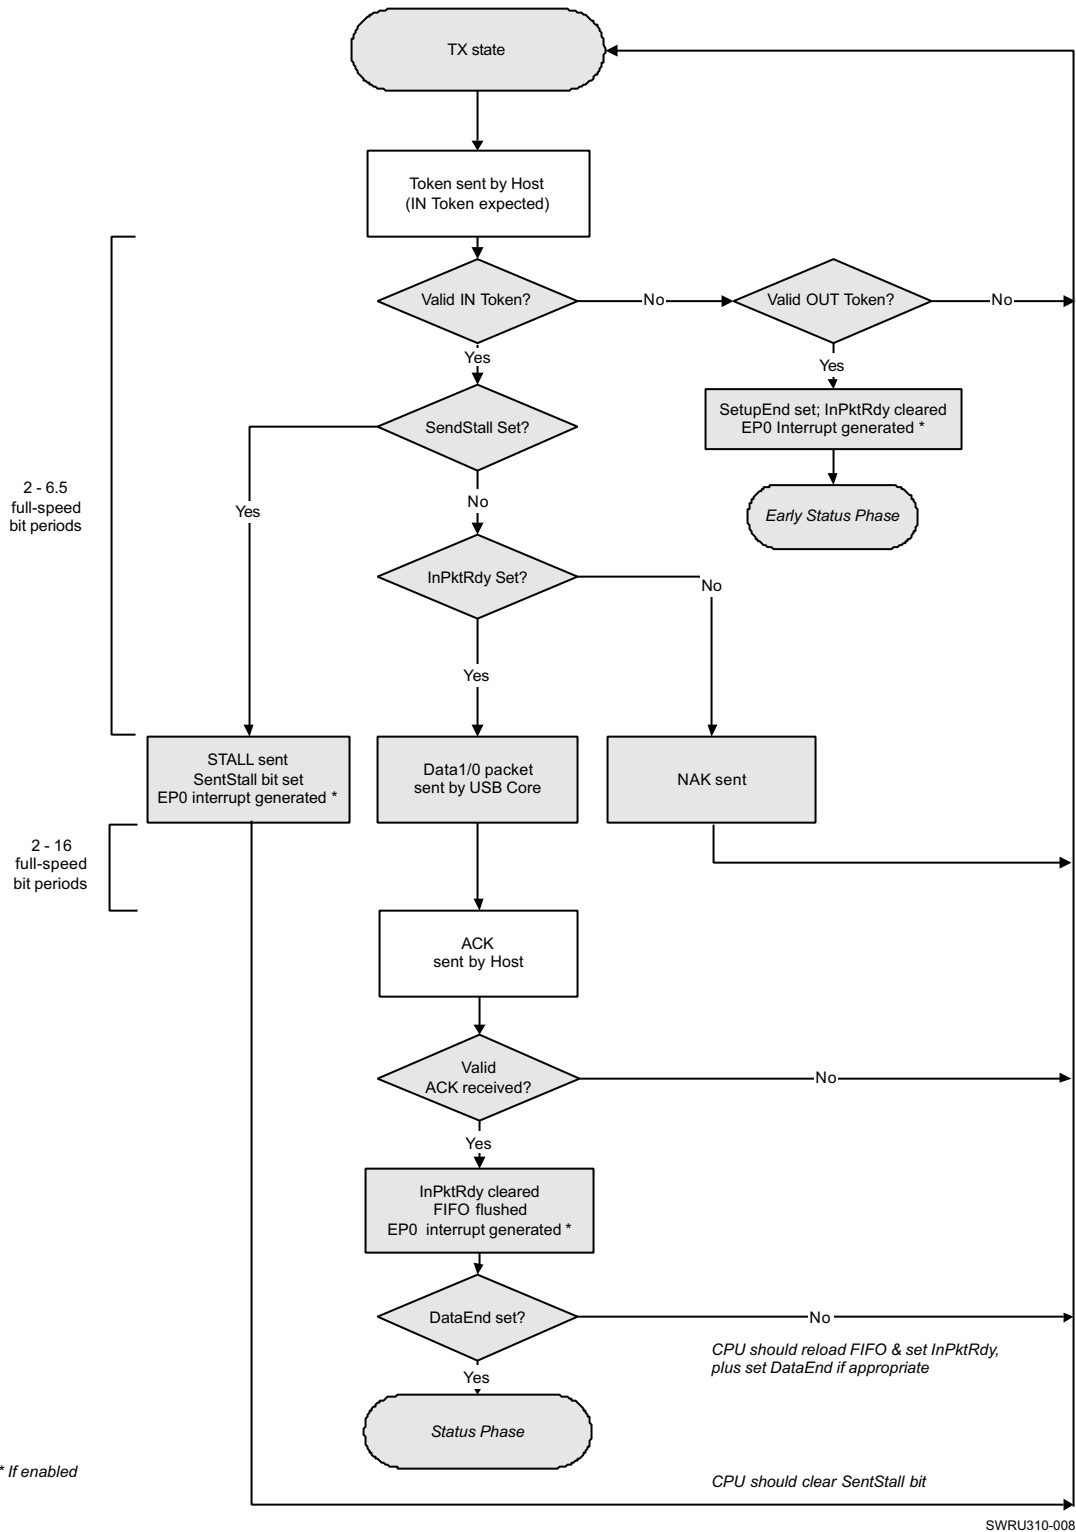 TX state
Token sent by Host
(IN Token expected)
Valid IN Token?
No
Valid OUT Token?
No
Yes
Yes
SetupEnd set; InPktRdy cleared
EP0 Interrupt generated *
SendStall Set?
2 - 6.5
full-speed
bit periods
Yes
No
Early Status Phase
InPktRdy Set?
No
Yes
STALL sent
SentStall bit set
EP0 interrupt generated *
Data1/0 packet
sent by USB Core
NAK sent
2 - 16
full-speed
bit periods
ACK
sent by Host
Valid
ACK received?
No
Yes
InPktRdy cleared
FIFO flushed
EP0 interrupt generated *
DataEnd set?
No
CPU should reload FIFO & set InPktRdy,
plus set DataEnd if appropriate
Yes
Status Phase
* If enabled
CPU should clear SentStall bit
SWRU310-008